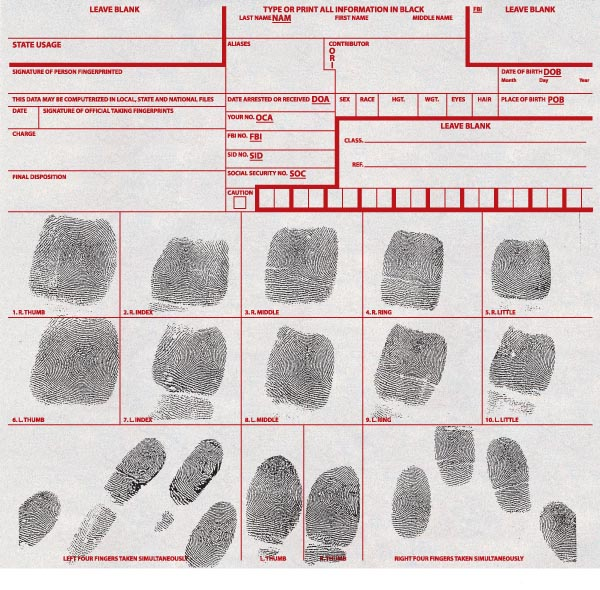 LEAVE BLANK
TYPE OR PRINT ALL INFORMATION IN BLACK
FBI
LEAVE BLANK
LAST NAME NAM FIRST NAME MIDDLE NAME
STATE USAGE
ALIASES
CONTRIBUTOR
O
R
I
SIGNATURE OF PERSON FINGERPRINTED
DATE OF BIRTH DOB
Month Day Year
THIS DATA MAY BE COMPUTERIZED IN LOCAL, STATE AND NATIONAL FILES
DATE ARRESTED OR RECEIVED DOA
SEX
RACE
HGT.
WGT.
EYES
HAIR
PLACE OF BIRTH POB
DATE
SIGNATURE OF OFFICIAL TAKING FINGERPRINTS
YOUR NO. OCA
LEAVE BLANK
CHARGE
FBI NO. FBI
CLASS.
SID NO. SID
REF.
FINAL DISPOSITION
SOCIAL SECURITY NO. SOC
CAUTION
1. R. THUMB
2. R. INDEX
3. R. MIDDLE
4. R. RING
5. R. LITTLE
6. L. THUMB
7. L. INDEX
8. L. MIDDLE
9. L. RING
10. L. LITTLE
LEFT FOUR FINGERS TAKEN SIMULTANEOUSLY
L. THUMB
R. THUMB
RIGHT FOUR FINGERS TAKEN SIMULTANEOUSLY